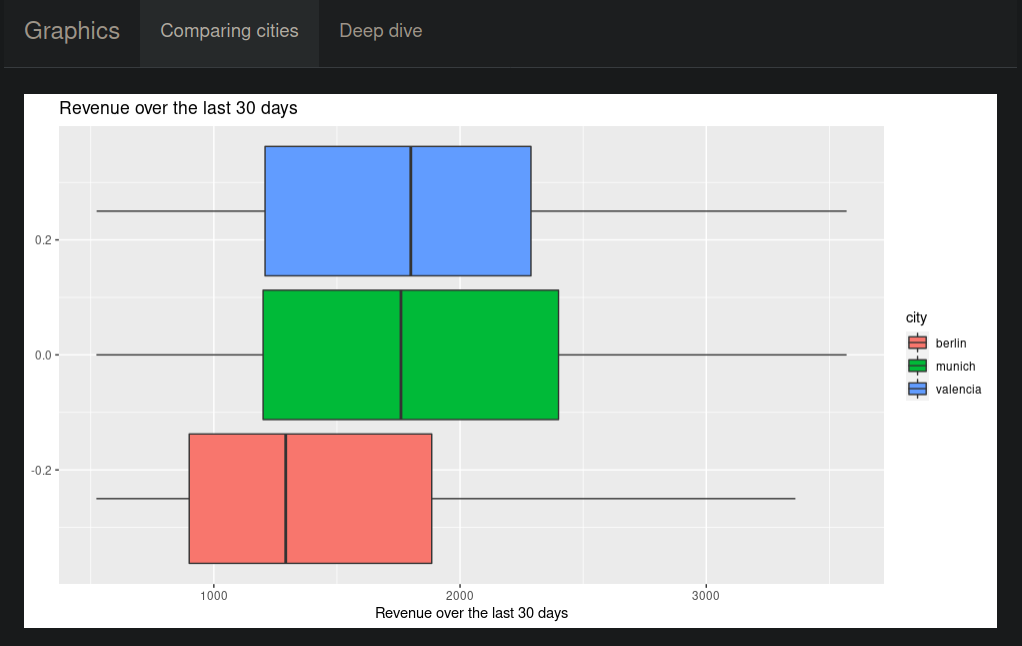 Graphics Comparing cities Deep dive
Revenue over the last 30 days
0.2
0.0
-0.2
1000 2000 3000
Revenue over the last 30 days
city
berlin
munich
valencia